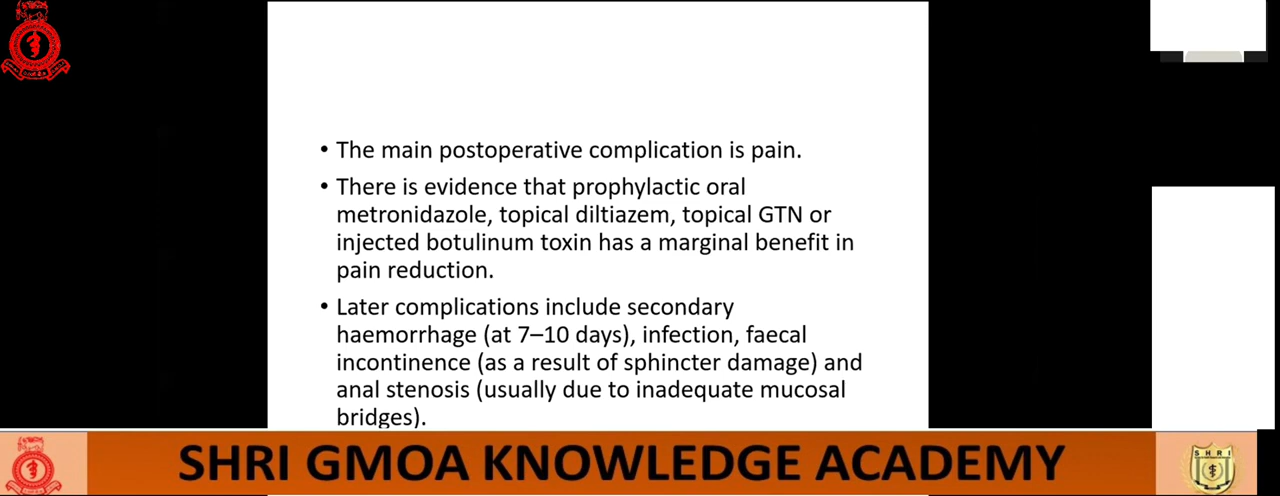 • The main postoperative complication is pain.
• There is evidence that prophylactic oral
metronidazole, topical diltiazem, topical GTN or
injected botulinum toxin has a marginal benefit in
pain reduction.
• Later complications include secondary
haemorrhage (at 7–10 days), infection, faecal
incontinence (as a result of sphincter damage) and
anal stenosis (usually due to inadequate mucosal
bridges).
SHRI GMOA KNOWLEDGE ACADEMY
SHRI